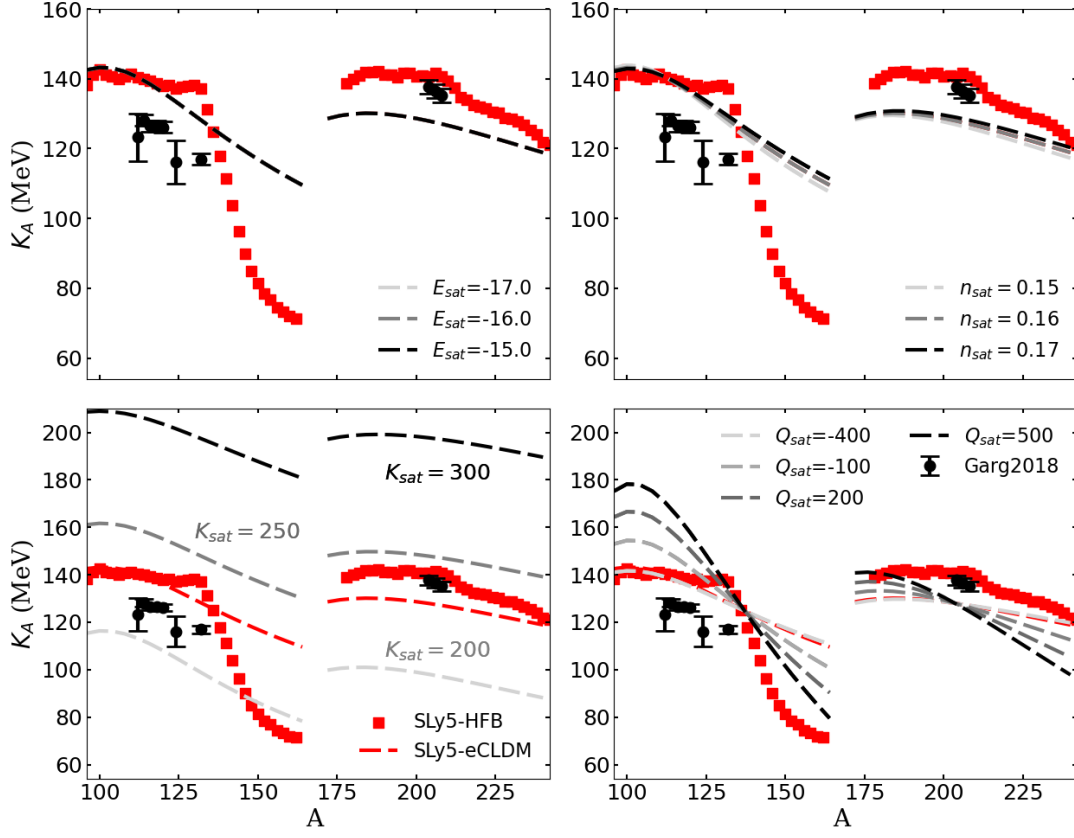 160
140
120
100
80
60
K_A (MeV)
E_sat=-17.0
E_sat=-16.0
E_sat=-15.0
160
140
120
100
80
60
n_sat = 0.15
n_sat = 0.16
n_sat = 0.17
200
180
160
140
120
100
80
60
K_A (MeV)
K_sat = 300
K_sat = 250
K_sat = 200
SLy5-HFB
SLy5-eCLDM
100 125 150 175 200 225
A
200
180
160
140
120
100
80
60
Q_sat=-400
Q_sat=-100
Q_sat=200
Q_sat=500
Garg2018
100 125 150 175 200 225
A